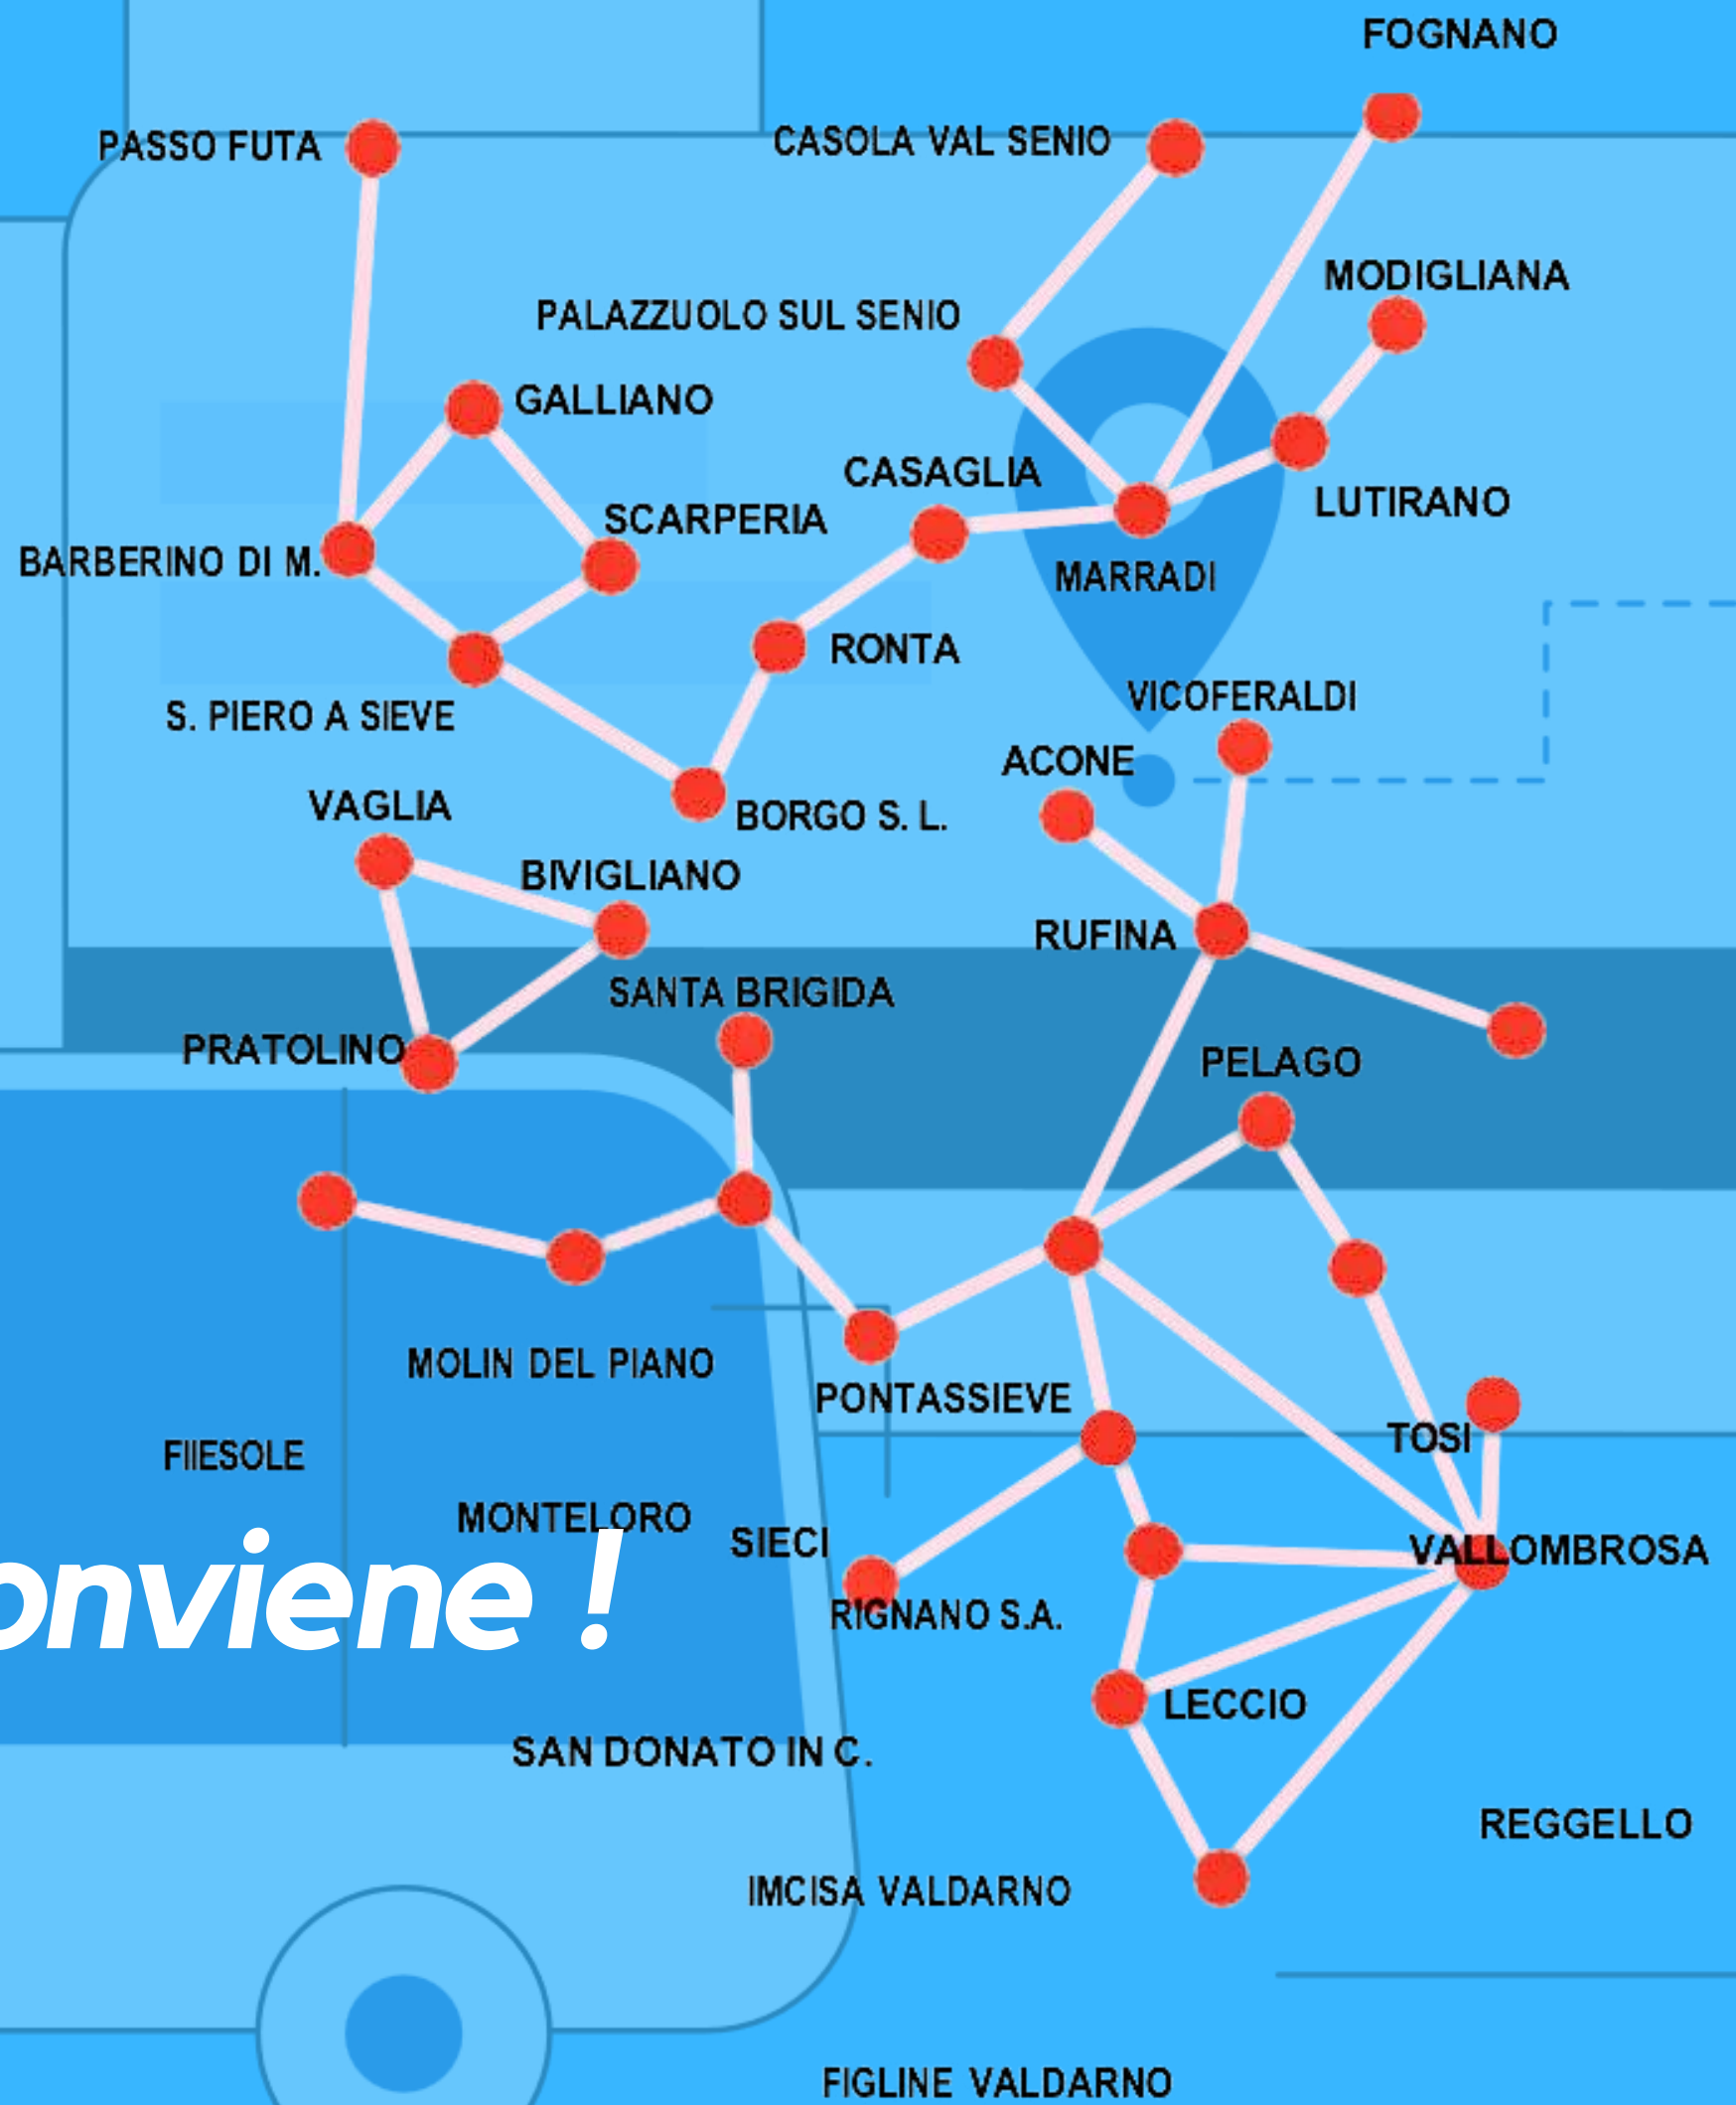 FOGNANO
PASSO FUTA
CASOLA VAL SENIO
MODIGLIANA
PALAZZUOLO SUL SENIO
GALLIANO
CASAGLIA
LUTIRANO
SCARPERIA
BARBERINO DI M.
MARRADI
RONTA
VICOFERALDI
S. PIERO A SIEVE
ACONE
VAGLIA
BORGO S. L.
BIVIGLIANO
RUFINA
SANTA BRIGIDA
PRATOLINO
PELAGO
MOLIN DEL PIANO
PONTASSIEVE
TOSI
FIIESOLE
MONTELORO
SIECI
VALLOMBROSA
onviene !
RIGNANO S.A.
LECCIO
SAN DONATO IN C.
REGGELLO
IMCISA VALDARNO
FIGLINE VALDARNO